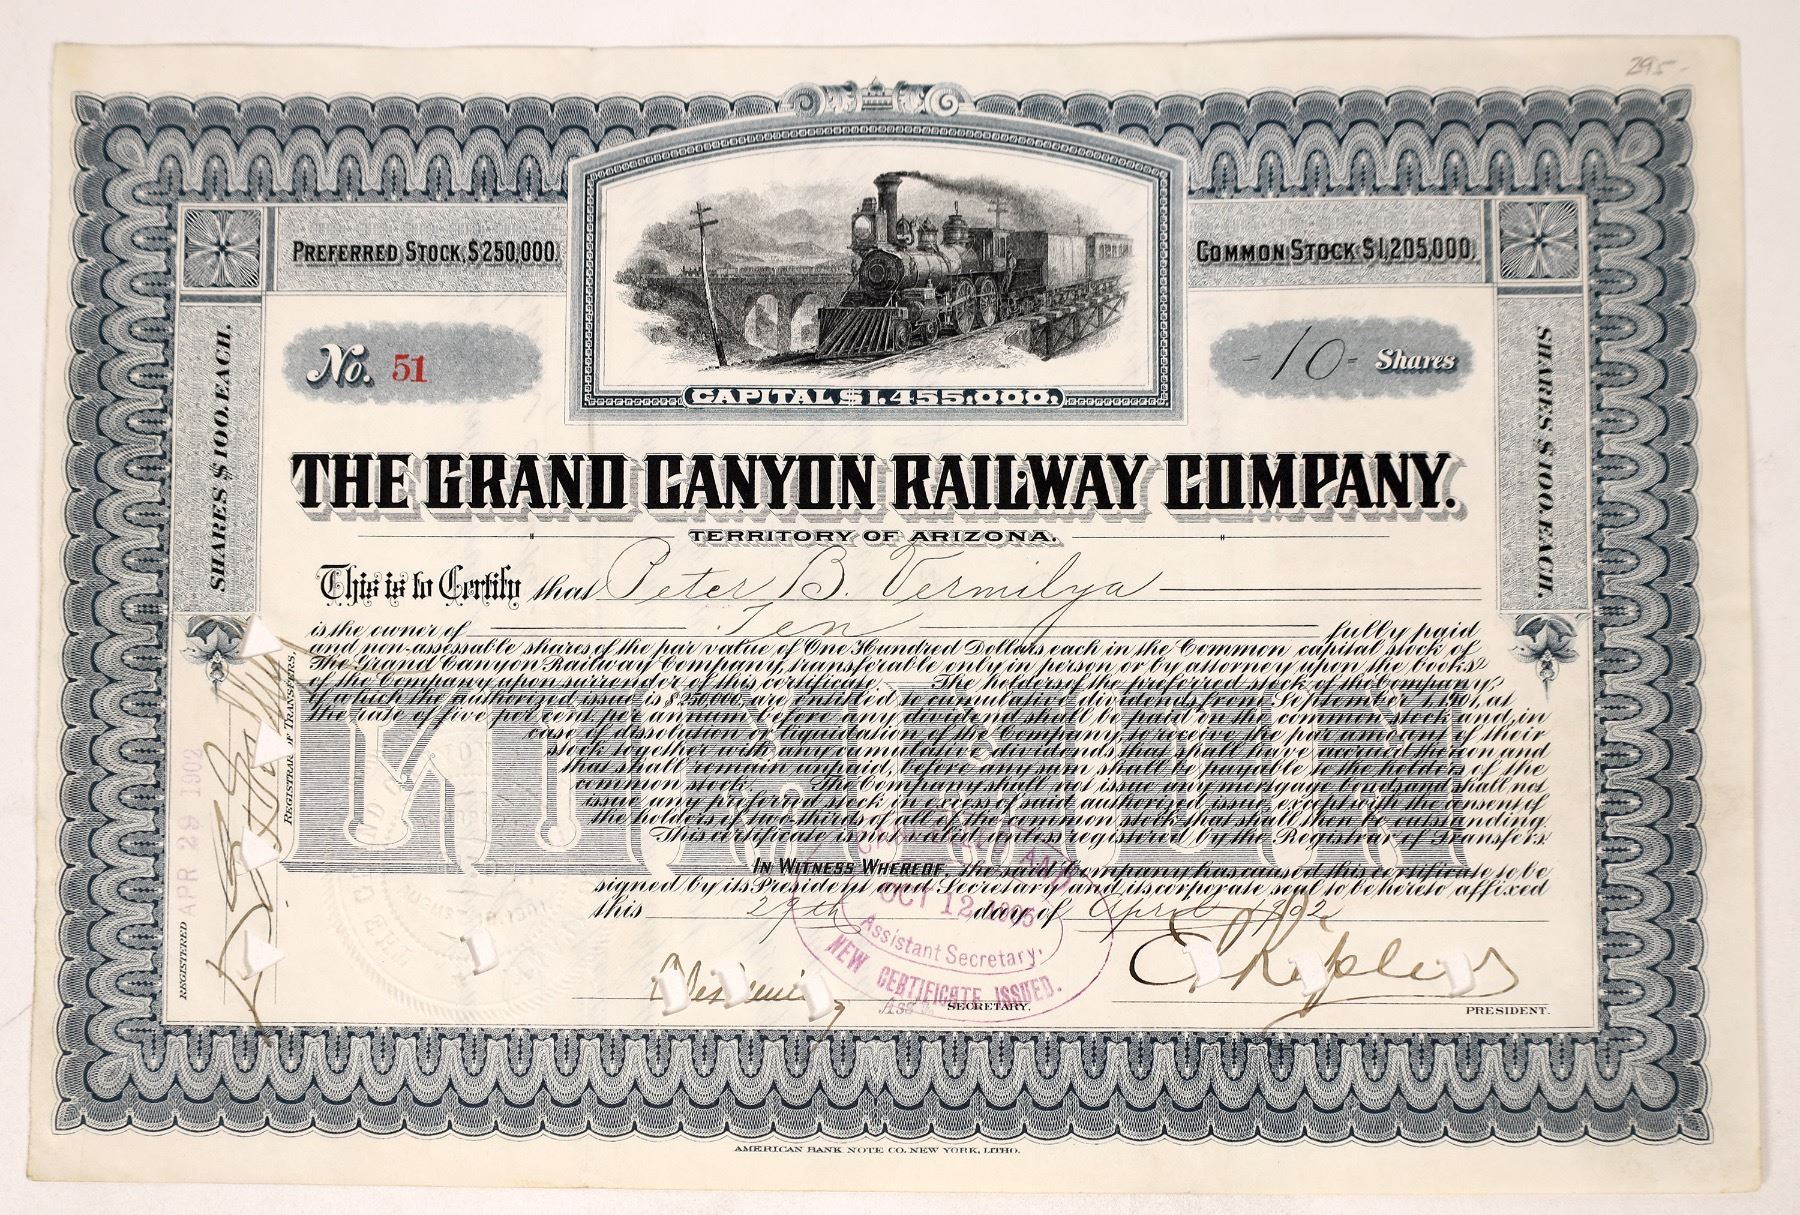 295-
PREFERRED STOCK, $250,000.
COMMON STOCK $1,205,000.
No. 51
-10- Shares
CAPITAL $1,455,000.
SHARES $100. EACH.
SHARES $100. EACH.
THE GRAND CANYON RAILWAY COMPANY.
TERRITORY OF ARIZONA.
This is to Certify that Peter B. Vermilya
is the owner of Ten fully paid
and non-assessable shares of the par value of One Hundred Dollars each in the Common capital stock of
The Grand Canyon Railway Company, transferable only in person or by attorney upon the books
of the Company upon surrender of this certificate. The holders of the preferred stock of the Company,
of which the authorized issue is $250,000, are entitled to cumulated dividends from September 1, 1901, at
the rate of five per cent. per annum before any dividend shall be paid on the common stock and, in
case of dissolution or liquidation of the Company, to receive the par amount of their
stock together with any cumulative dividends that shall have accrued thereon and
that shall remain unpaid, before any sum shall be payable to the holders of the
common stock. The Company shall not issue any mortgage bonds and shall not
issue any preferred stock in excess of said authorized issue except with the consent of
the holders of two thirds of all of the common stock that shall then be outstanding.
This certificate is not valid unless registered by the Registrar of Transfers.
IN WITNESS WHEREOF, the said Company has caused this certificate to be
signed by its President and Secretary and its corporate seal to be hereto affixed
this 29th day of April 1902
REGISTERED APR 29 1902
REGISTRAR OF TRANSFERS.
OCT 12 1905
Assistant Secretary.
NEW CERTIFICATE ISSUED.
Ass. SECRETARY.
E P Ripley
PRESIDENT.
AMERICAN BANK NOTE CO. NEW YORK, LITHO.